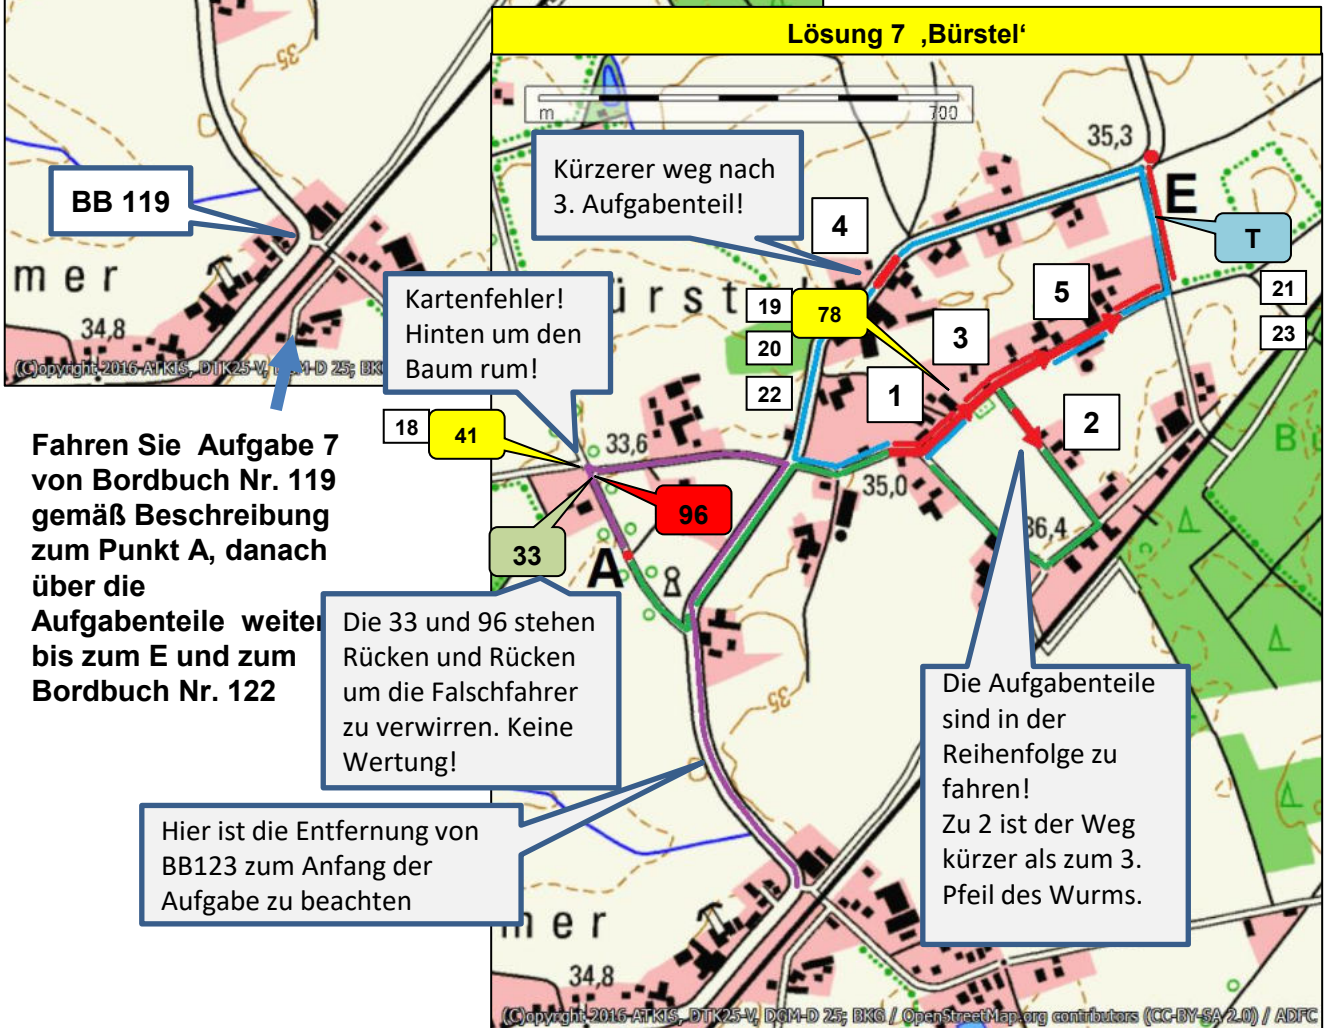 Lösung 7 ‚Bürstel‘
m
700
35
35,3
BB 119
Kürzerer weg nach
3. Aufgabenteil!
4
E
T
mer
34,8
(C)opyright 2016 ATKIS, DTK25-V, DGM-D 25; BK
Kartenfehler!
Hinten um den
Baum rum!
ürst
19
78
20
22
3
5
21
23
1
2
18
41
33,6
35,0
B
96
33
A
36,4
Fahren Sie Aufgabe 7
von Bordbuch Nr. 119
gemäß Beschreibung
zum Punkt A, danach
über die
Aufgabenteile weiter
bis zum E und zum
Bordbuch Nr. 122
Die 33 und 96 stehen
Rücken und Rücken
um die Falschfahrer
zu verwirren. Keine
Wertung!
35
Die Aufgabenteile
sind in der
Reihenfolge zu
fahren!
Zu 2 ist der Weg
kürzer als zum 3.
Pfeil des Wurms.
Hier ist die Entfernung von
BB123 zum Anfang der
Aufgabe zu beachten
mer
34,8
(C)opyright 2016 ATKIS, DTK25-V, DGM-D 25; BKG / OpenStreetMap.org contributors (CC-BY-SA 2.0) / ADFC